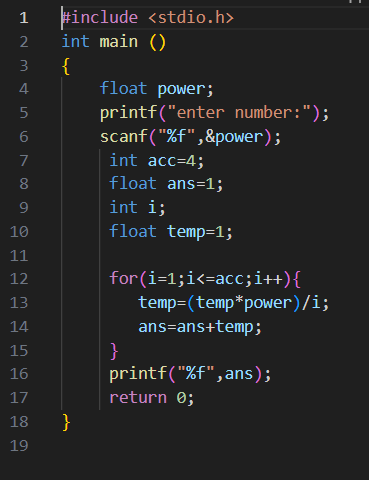 1 #include <stdio.h>
2 int main ()
3 {
4 float power;
5 printf("enter number:");
6 scanf("%f",&power);
7 int acc=4;
8 float ans=1;
9 int i;
10 float temp=1;
11
12 for(i=1;i<=acc;i++){
13 temp=(temp*power)/i;
14 ans=ans+temp;
15 }
16 printf("%f",ans);
17 return 0;
18 }
19